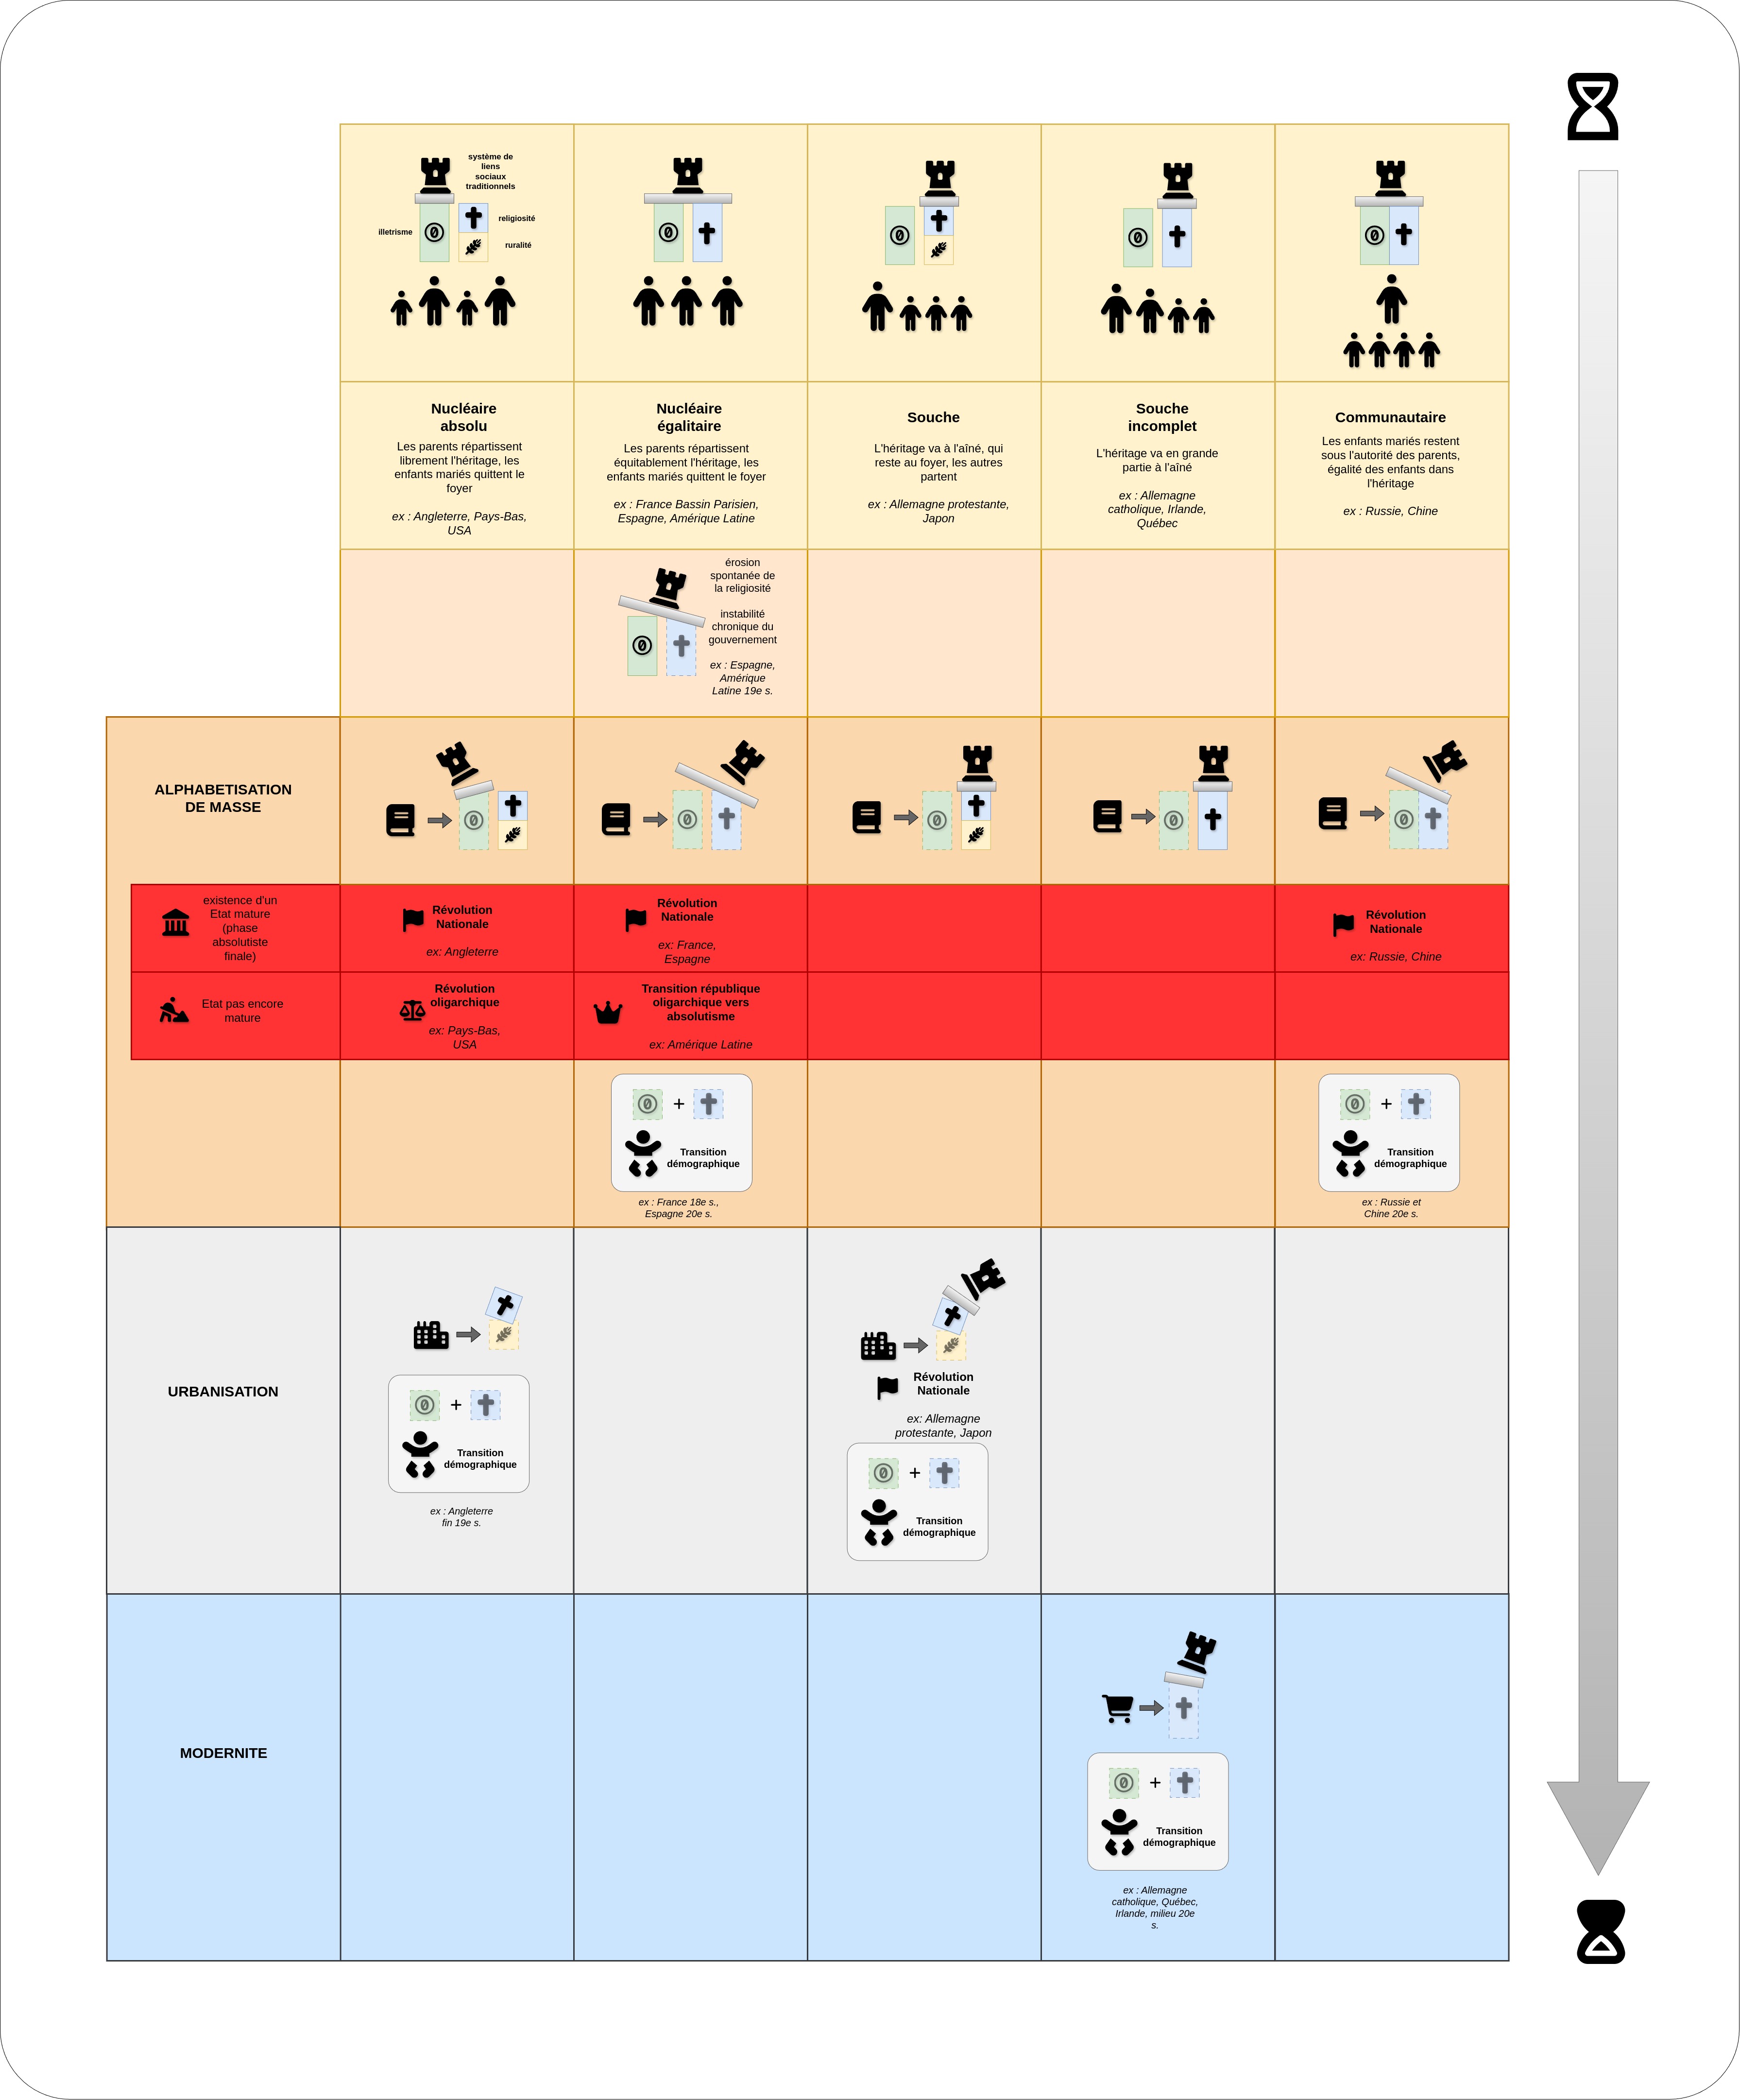 système de
liens
sociaux
traditionnels
religiosité
illetrisme
ruralité
Nucléaire
absolu
Les parents répartissent
librement l'héritage, les
enfants mariés quittent le
foyer
ex : Angleterre, Pays-Bas,
USA
Nucléaire
égalitaire
Les parents répartissent
équitablement l'héritage, les
enfants mariés quittent le foyer
ex : France Bassin Parisien,
Espagne, Amérique Latine
Souche
L'héritage va à l'aîné, qui
reste au foyer, les autres
partent
ex : Allemagne protestante,
Japon
Souche
incomplet
L'héritage va en grande
partie à l'aîné
ex : Allemagne
catholique, Irlande,
Québec
Communautaire
Les enfants mariés restent
sous l'autorité des parents,
égalité des enfants dans
l'héritage
ex : Russie, Chine
érosion
spontanée de
la religiosité
instabilité
chronique du
gouvernement
ex : Espagne,
Amérique
Latine 19e s.
ALPHABETISATION
DE MASSE
existence d'un
Etat mature
(phase
absolutiste
finale)
Révolution
Nationale
ex: Angleterre
Révolution
Nationale
ex: France,
Espagne
Révolution
Nationale
ex: Russie, Chine
Etat pas encore
mature
Révolution
oligarchique
ex: Pays-Bas,
USA
Transition république
oligarchique vers
absolutisme
ex: Amérique Latine
+
Transition
démographique
ex : France 18e s.,
Espagne 20e s.
+
Transition
démographique
ex : Russie et
Chine 20e s.
URBANISATION
+
Transition
démographique
ex : Angleterre
fin 19e s.
Révolution
Nationale
ex: Allemagne
protestante, Japon
+
Transition
démographique
MODERNITE
+
Transition
démographique
ex : Allemagne
catholique, Québec,
Irlande, milieu 20e
s.